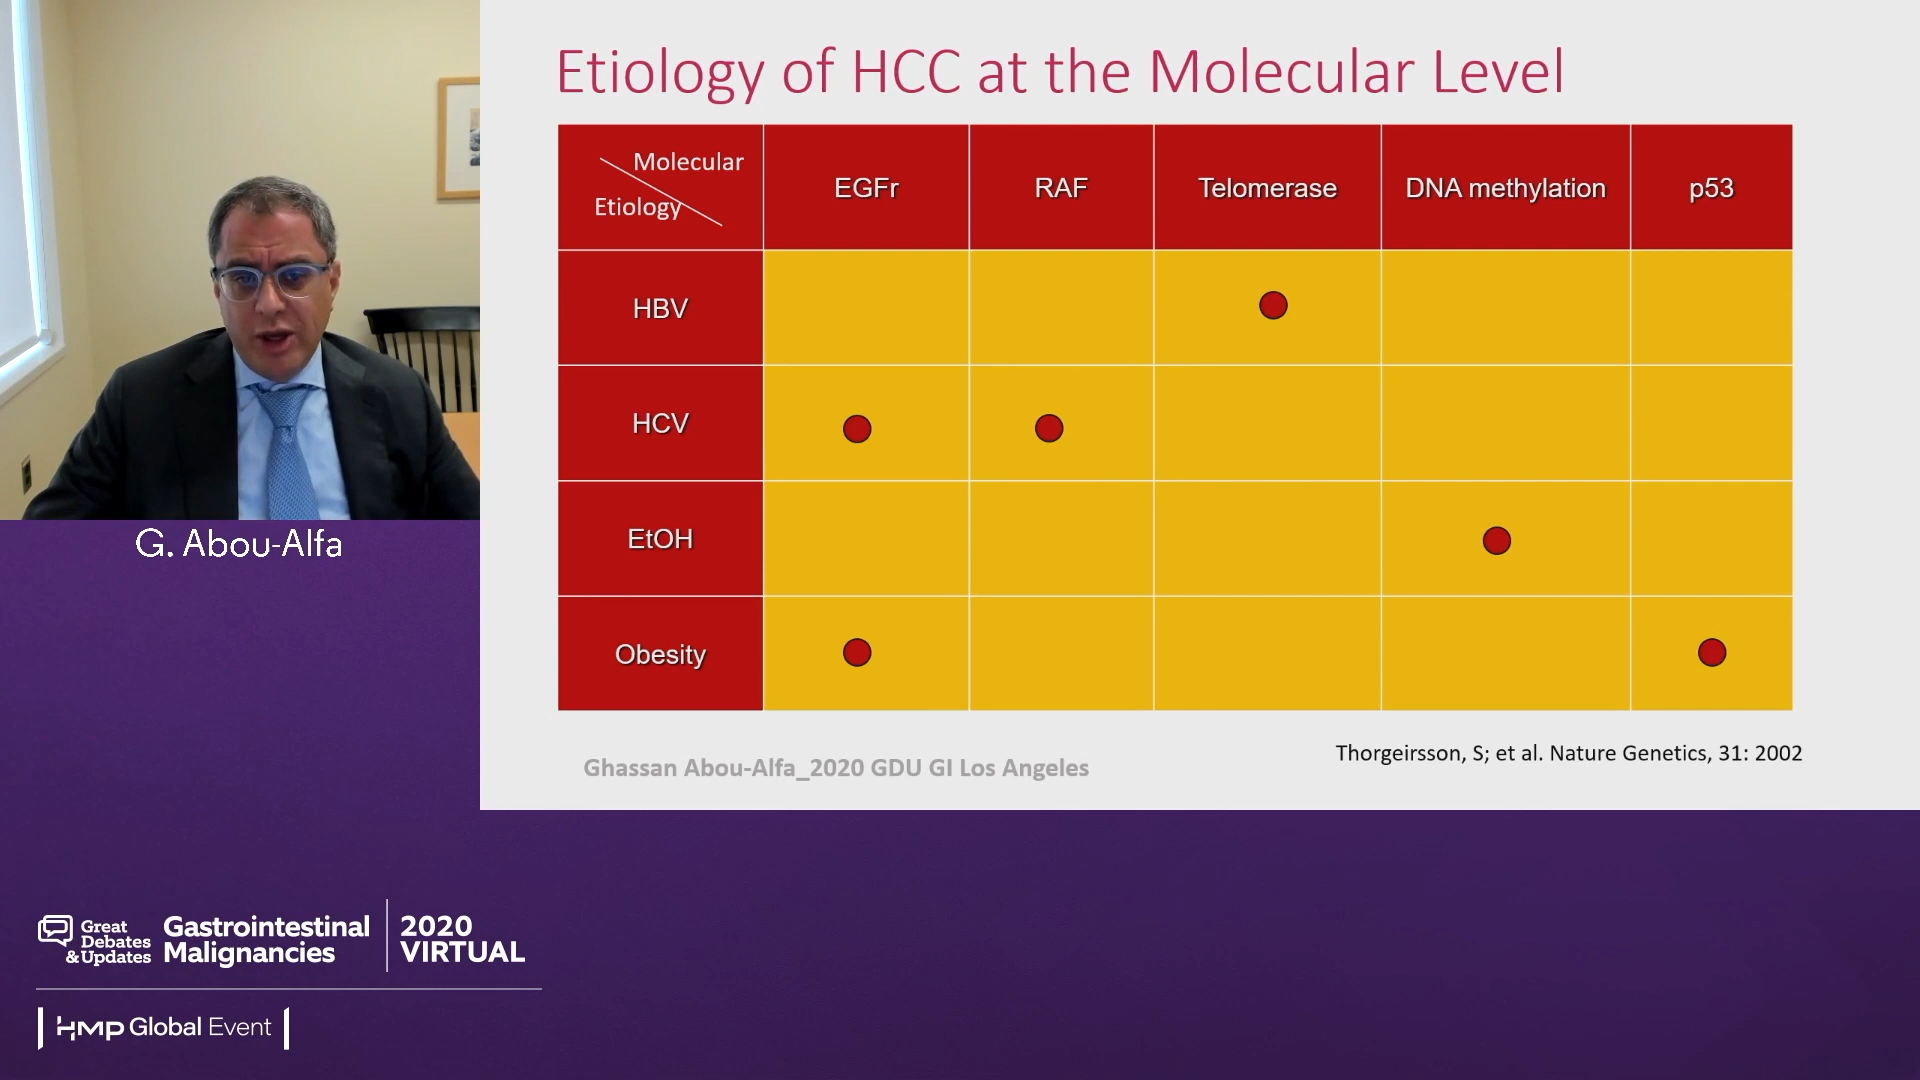 Etiology of HCC at the Molecular Level
Molecular
Etiology
EGFr
RAF
Telomerase
DNA methylation
p53
HBV
HCV
EtOH
Obesity
Ghassan Abou-Alfa_2020 GDU GI Los Angeles
Thorgeirsson, S; et al. Nature Genetics, 31: 2002
G. Abou-Alfa
Great
Debates
&Updates
Gastrointestinal
Malignancies
2020
VIRTUAL
HMP Global Event